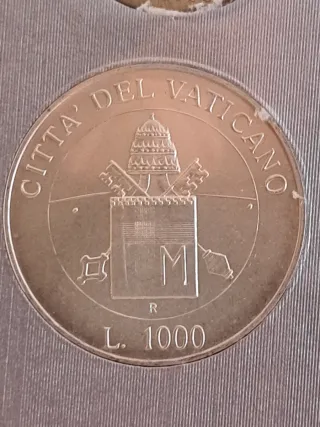 CITTA' DEL VATICANO
M
R
L. 1000